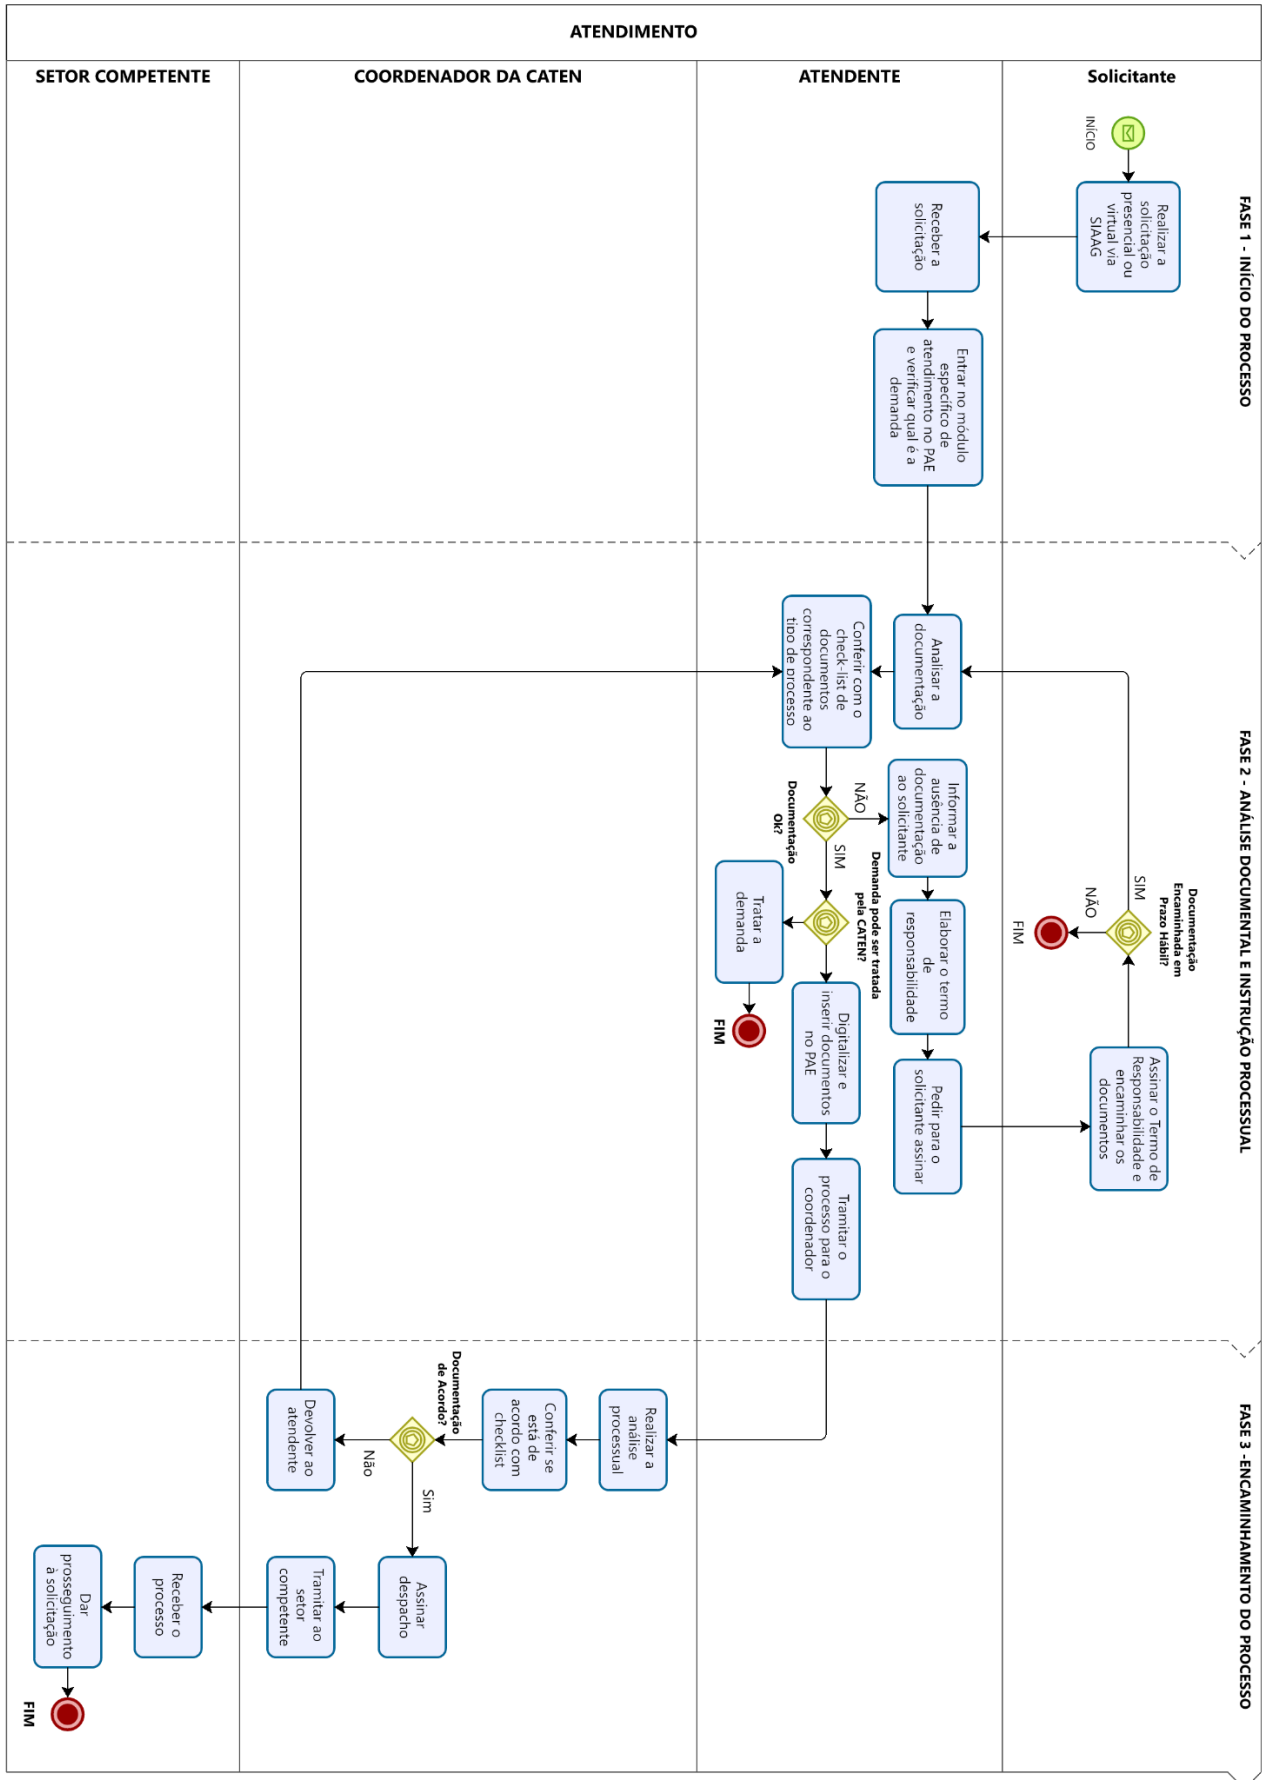 ATENDIMENTO
SETOR COMPETENTE
COORDENADOR DA CATEN
ATENDENTE
Solicitante
FASE 1 - INÍCIO DO PROCESSO
INÍCIO
Realizar a
solicitação
presencial ou
virtual via
SIAAG
Receber a
solicitação
Entrar no módulo
específico de
atendimento no PAE
e verificar qual é a
demanda
FASE 2 - ANÁLISE DOCUMENTAL E INSTRUÇÃO PROCESSUAL
Analisar a
documentação
Conferir com o
check-list de
documentos
correspondente ao
tipo de processo
Documentação
Ok?
NÃO
SIM
Informar a
ausência de
documentação
ao solicitante
Elaborar o termo
de
responsabilidade
Pedir para o
solicitante assinar
Assinar o Termo de
Responsabilidade e
encaminhar os
documentos
Documentação
Encaminhada em
Prazo Hábil?
SIM
NÃO
FIM
Demanda pode ser tratada
pela CATEN?
Tratar a
demanda
FIM
Digitalizar e
inserir documentos
no PAE
Tramitar o
processo para o
coordenador
FASE 3 -ENCAMINHAMENTO DO PROCESSO
Realizar a
análise
processual
Conferir se
está de
acordo com
checklist
Documentação
de Acordo?
Não
Sim
Devolver ao
atendente
Assinar
despacho
Tramitar ao
setor
competente
Receber o
processo
Dar
prosseguimento
à solicitação
FIM